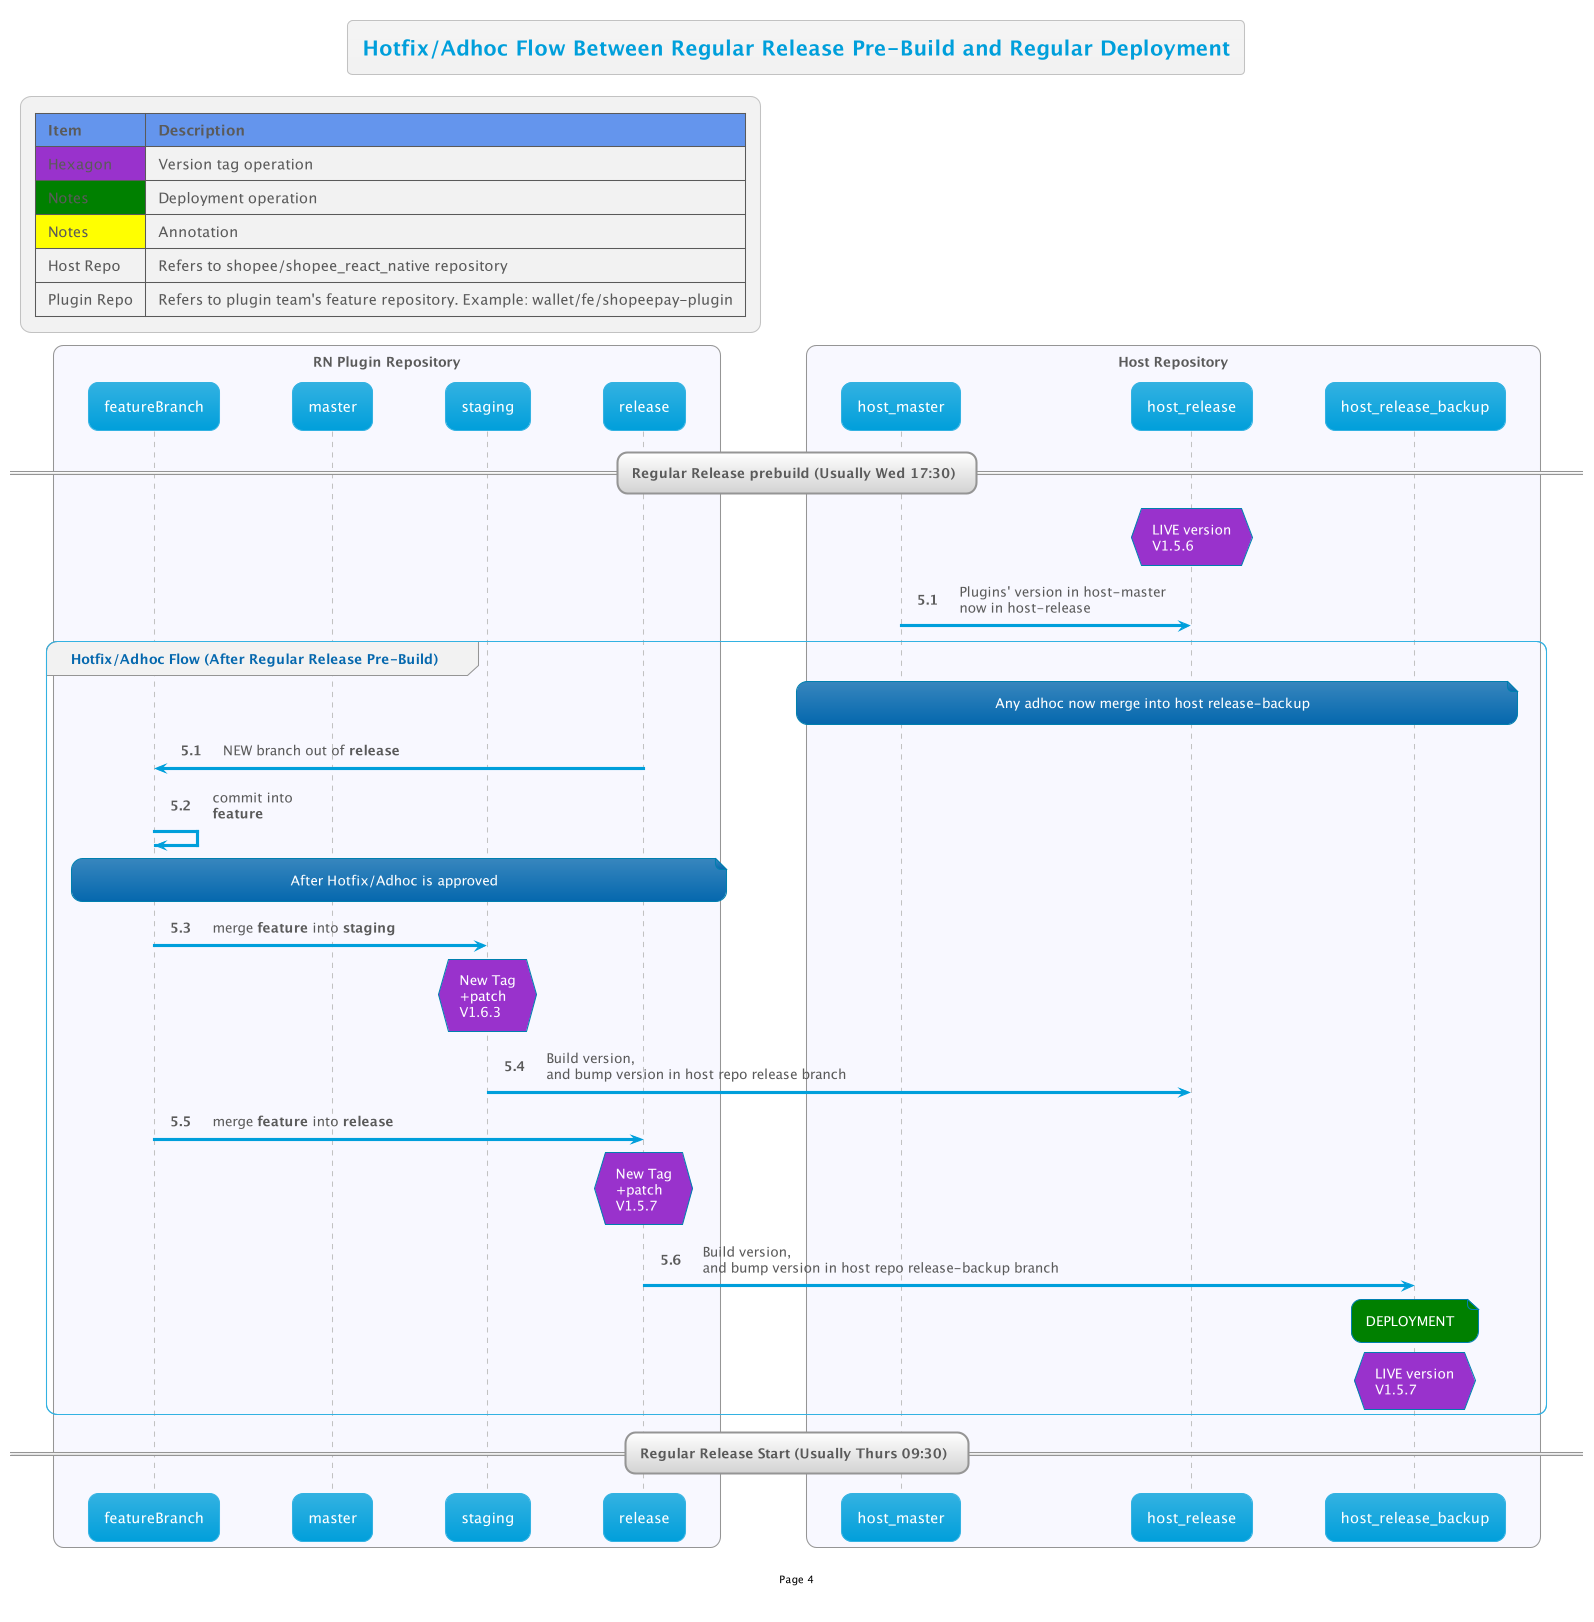 Hotfix/Adhoc Flow Between Regular Release Pre-Build and Regular Deployment
Item Description
Hexagon Version tag operation
Notes Deployment operation
Notes Annotation
Host Repo Refers to shopee/shopee_react_native repository
Plugin Repo Refers to plugin team's feature repository. Example: wallet/fe/shopeepay-plugin
RN Plugin Repository Host Repository
featureBranch master staging release host_master host_release host_release_backup
Regular Release prebuild (Usually Wed 17:30)
LIVE version
V1.5.6
5.1 Plugins' version in host-master
now in host-release
Hotfix/Adhoc Flow (After Regular Release Pre-Build)
Any adhoc now merge into host release-backup
5.1 NEW branch out of release
5.2 commit into
feature
After Hotfix/Adhoc is approved
5.3 merge feature into staging
New Tag
+patch
V1.6.3
5.4 Build version,
and bump version in host repo release branch
5.5 merge feature into release
New Tag
+patch
V1.5.7
5.6 Build version,
and bump version in host repo release-backup branch
DEPLOYMENT
LIVE version
V1.5.7
Regular Release Start (Usually Thurs 09:30)
featureBranch master staging release host_master host_release host_release_backup
Page 4